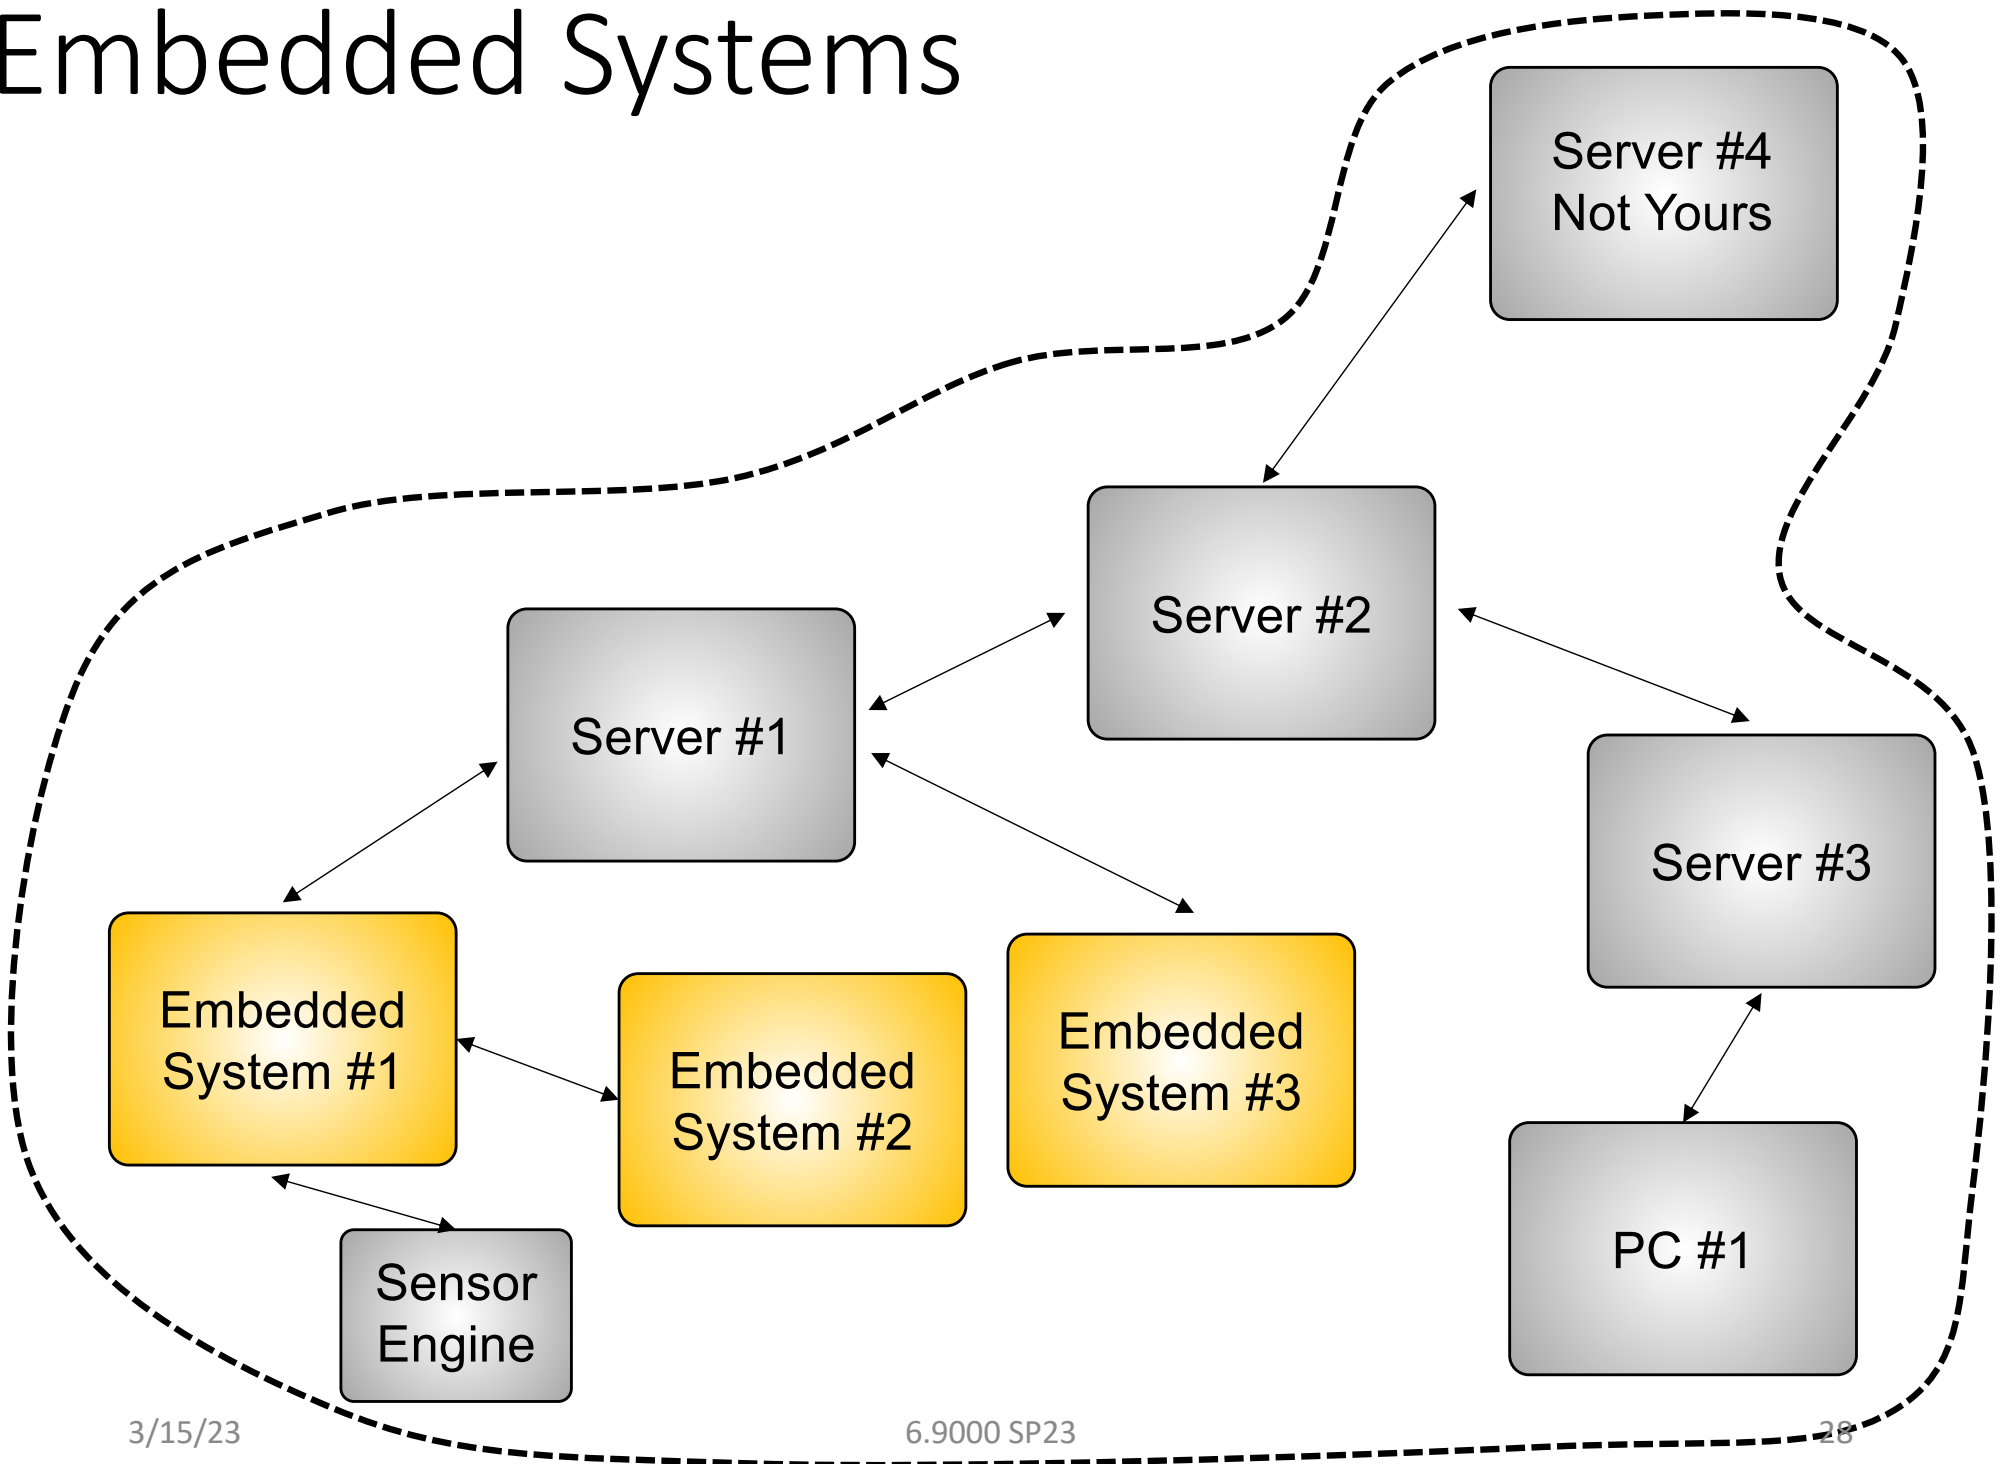 Embedded Systems
Server #4
Not Yours
Server #2
Server #1
Server #3
Embedded
System #1
Embedded
System #2
Embedded
System #3
PC #1
Sensor
Engine
3/15/23
6.9000 SP23
28